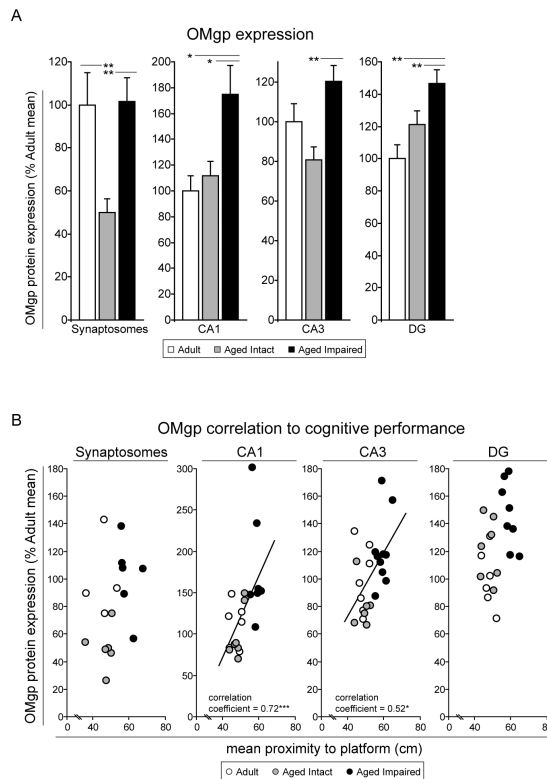 A
OMgp expression
OMgp protein expression (% Adult mean)
** ** * * ** ** **
120 200 120 160
100 180 100 140
80 160 80 120
60 140 60 100
40 120 40 80
20 100 20 60
0 80 0 40
60 20
40 0
20
0
Synaptosomes CA1 CA3 DG
Adult Aged Intact Aged Impaired
B
OMgp correlation to cognitive performance
Synaptosomes CA1 CA3 DG
OMgp protein expression (% Adult mean)
180 300 180 180
160 250 160 160
140 200 140 140
120 150 120 120
100 100 100 100
80 50 80 80
60 0 60 60
40 40 40
20 20 20
0 0 0
correlation
coefficient = 0.72***
correlation
coefficient = 0.52*
0 40 60 80 0 40 60 80 0 40 60 80 0 40 60 80
mean proximity to platform (cm)
Adult Aged Intact Aged Impaired